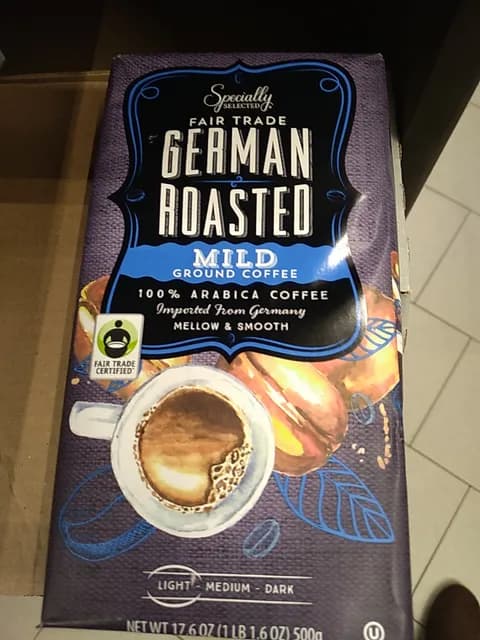 Specially
SELECTED
FAIR TRADE
GERMAN
ROASTED
MILD
GROUND COFFEE
100% ARABICA COFFEE
Imported From Germany
MELLOW & SMOOTH
FAIR TRADE
CERTIFIED
LIGHT - MEDIUM - DARK
NET WT 17.6 OZ (1 LB 1.6 OZ) 500g
U